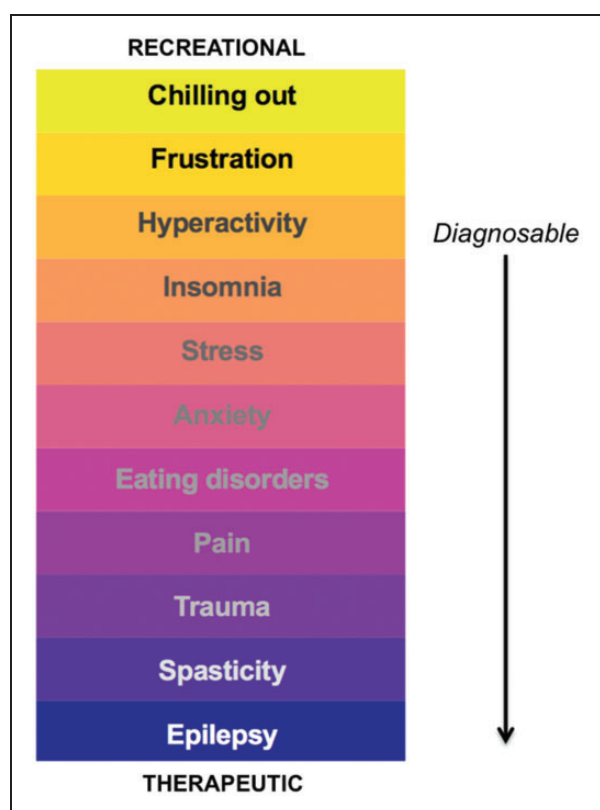 RECREATIONAL
Chilling out
Frustration
Hyperactivity
Diagnosable
Insomnia
Stress
Anxiety
Eating disorders
Pain
Trauma
Spasticity
Epilepsy
THERAPEUTIC